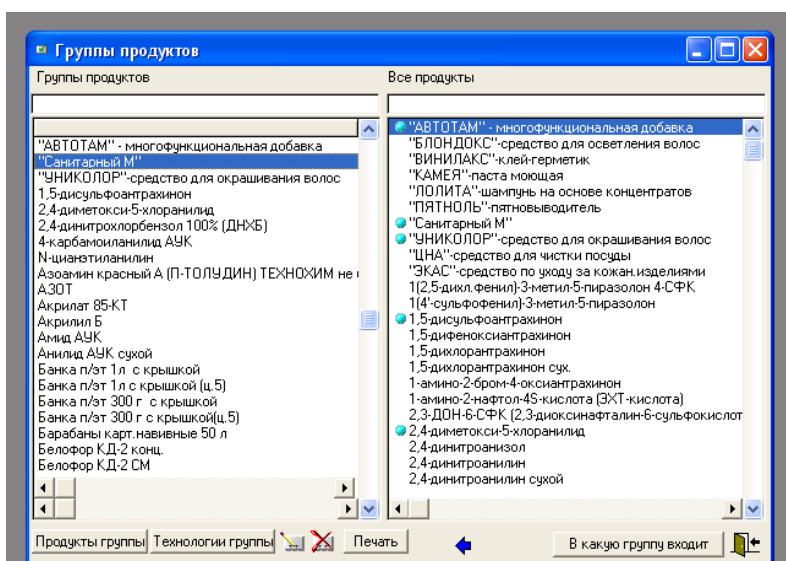 Группы продуктов
Группы продуктов
Все продукты
"АВТОТАМ" - многофункциональная добавка
"Санитарный М"
"УНИКОЛОР"-средство для окрашивания волос
1,5-дисульфоантрахинон
2,4-диметокси-5-хлоранилид
2,4-динитрохлорбензол 100% (ДНХБ)
4-карбамоиланилид АУК
N-цианэтиланилин
Азоамин красный А (П-ТОЛУДИН) ТЕХНОХИМ не
АЗОТ
Акрилат 85-КТ
Акрилил Б
Амид АУК
Анилид АУК сухой
Банка п/эт 1л с крышкой
Банка п/эт 1л с крышкой (ц.5)
Банка п/эт 300 г с крышкой
Банка п/эт 300 г с крышкой(ц.5)
Барабаны карт.навивные 50 л
Белофор КД-2 конц.
Белофор КД-2 СМ
"АВТОТАМ" - многофункциональная добавка
"БЛОНДОКС"-средство для осветления волос
"ВИНИЛАКС"-клей-герметик
"КАМЕЯ"-паста моющая
"ЛОЛИТА"-шампунь на основе концентратов
"ПЯТНОЛЬ"-пятновыводитель
"Санитарный М"
"УНИКОЛОР"-средство для окрашивания волос
"ЦНА"-средство для чистки посуды
"ЭКАС"-средство по уходу за кожан.изделиями
1(2,5-дихл.фенил)-3-метил-5-пиразолон 4-СФК
1(4'-сульфофенил)-3-метил-5-пиразолон
1,5-дисульфоантрахинон
1,5-дифеноксиантрахинон
1,5-дихлорантрахинон
1,5-дихлорантрахинон сух.
1-амино-2-бром-4-оксиантрахинон
1-амино-2-нафтол-4S-кислота (ЭХТ-кислота)
2,3-ДОН-6-СФК (2,3-диоксинафталин-6-сульфокислот
2,4-диметокси-5-хлоранилид
2,4-динитроанизол
2,4-динитроанилин
2,4-динитроанилин сухой
Продукты группы Технологии группы Печать В какую группу входит